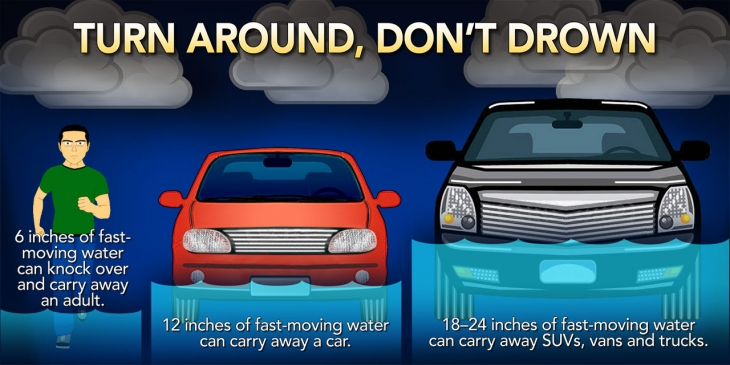 TURN AROUND, DON'T DROWN
6 inches of fast-
moving water
can knock over
and carry away
an adult.
12 inches of fast-moving water
can carry away a car.
18–24 inches of fast-moving water
can carry away SUVs, vans and trucks.